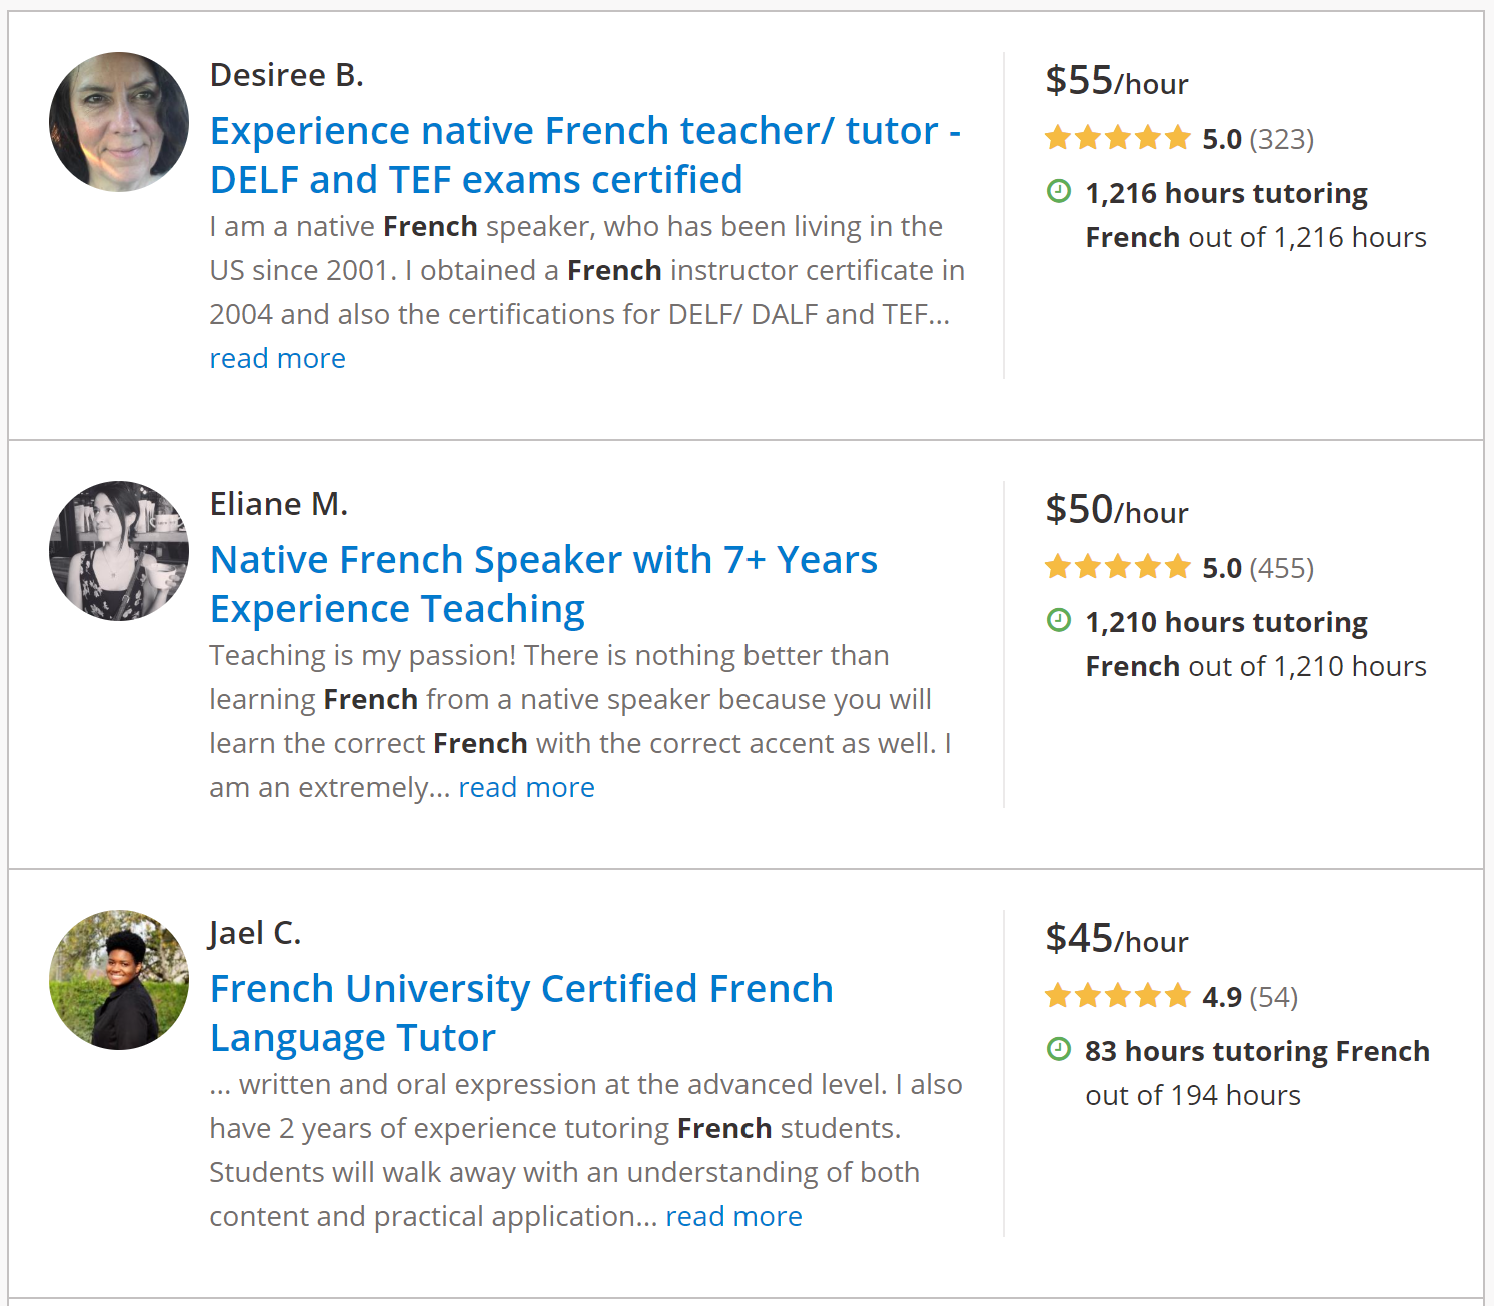 Desiree B.
Experience native French teacher/ tutor -
DELF and TEF exams certified
I am a native French speaker, who has been living in the
US since 2001. I obtained a French instructor certificate in
2004 and also the certifications for DELF/ DALF and TEF...
read more
$55/hour
5.0 (323)
1,216 hours tutoring
French out of 1,216 hours
Eliane M.
Native French Speaker with 7+ Years
Experience Teaching
Teaching is my passion! There is nothing better than
learning French from a native speaker because you will
learn the correct French with the correct accent as well. I
am an extremely... read more
$50/hour
5.0 (455)
1,210 hours tutoring
French out of 1,210 hours
Jael C.
French University Certified French
Language Tutor
... written and oral expression at the advanced level. I also
have 2 years of experience tutoring French students.
Students will walk away with an understanding of both
content and practical application... read more
$45/hour
4.9 (54)
83 hours tutoring French
out of 194 hours